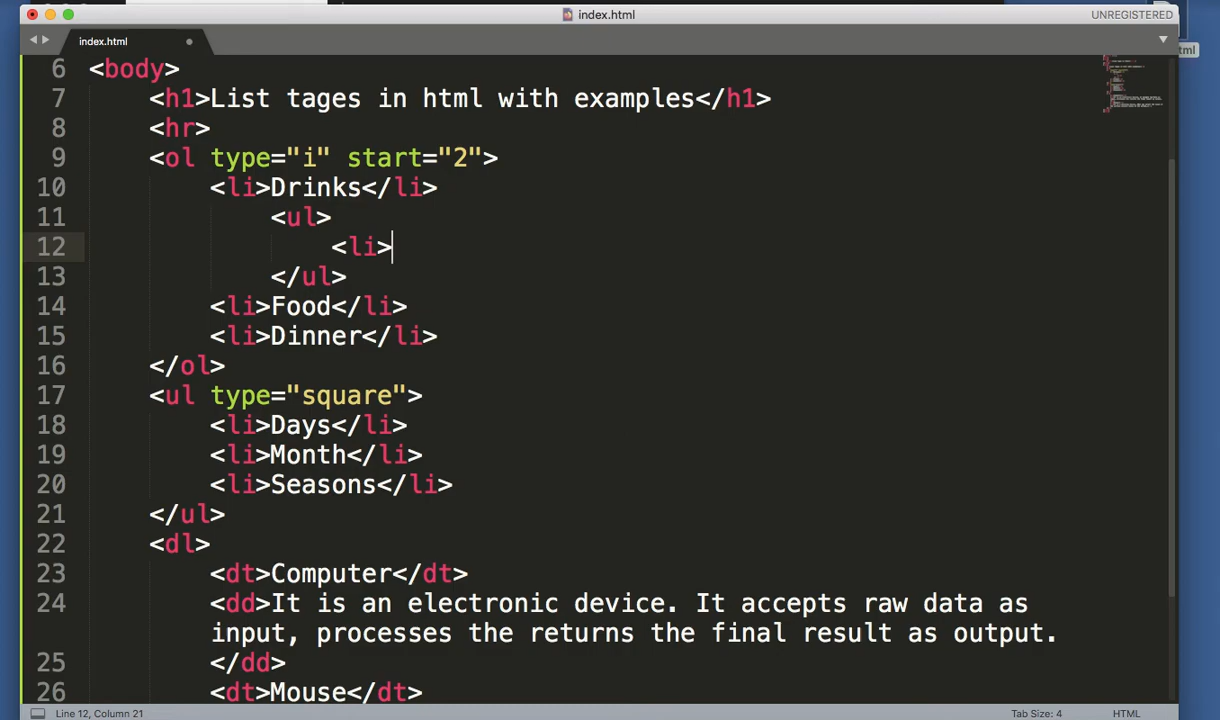 index.html
UNREGISTERED
index.html
ml
6 <body>
7 <h1>List tages in html with examples</h1>
8 <hr>
9 <ol type="i" start="2">
10 <li>Drinks</li>
11 <ul>
12 <li>
13 </ul>
14 <li>Food</li>
15 <li>Dinner</li>
16 </ol>
17 <ul type="square">
18 <li>Days</li>
19 <li>Month</li>
20 <li>Seasons</li>
21 </ul>
22 <dl>
23 <dt>Computer</dt>
24 <dd>It is an electronic device. It accepts raw data as
input, processes the returns the final result as output.
25 </dd>
26 <dt>Mouse</dt>
Line 12, Column 21
Tab Size: 4
HTML